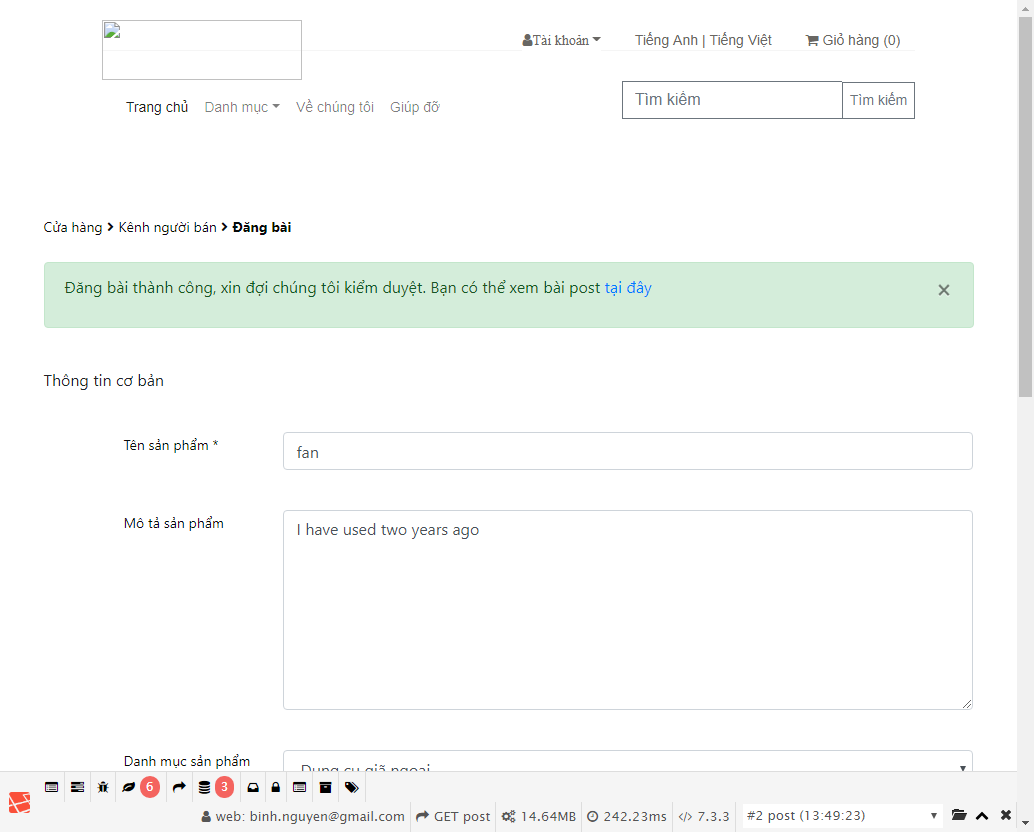 Tài khoản
Tiếng Anh | Tiếng Việt
Giỏ hàng (0)
Trang chủ
Danh mục
Về chúng tôi
Giúp đỡ
Tìm kiếm
Tìm kiếm
Cửa hàng
Kênh người bán
Đăng bài
Đăng bài thành công, xin đợi chúng tôi kiểm duyệt. Bạn có thể xem bài post tại đây
×
Thông tin cơ bản
Tên sản phẩm *
fan
Mô tả sản phẩm
I have used two years ago
Danh mục sản phẩm
Dụng cụ giã ngoại
6
3
web: binh.nguyen@gmail.com
GET post
14.64MB
242.23ms
7.3.3
#2 post (13:49:23)